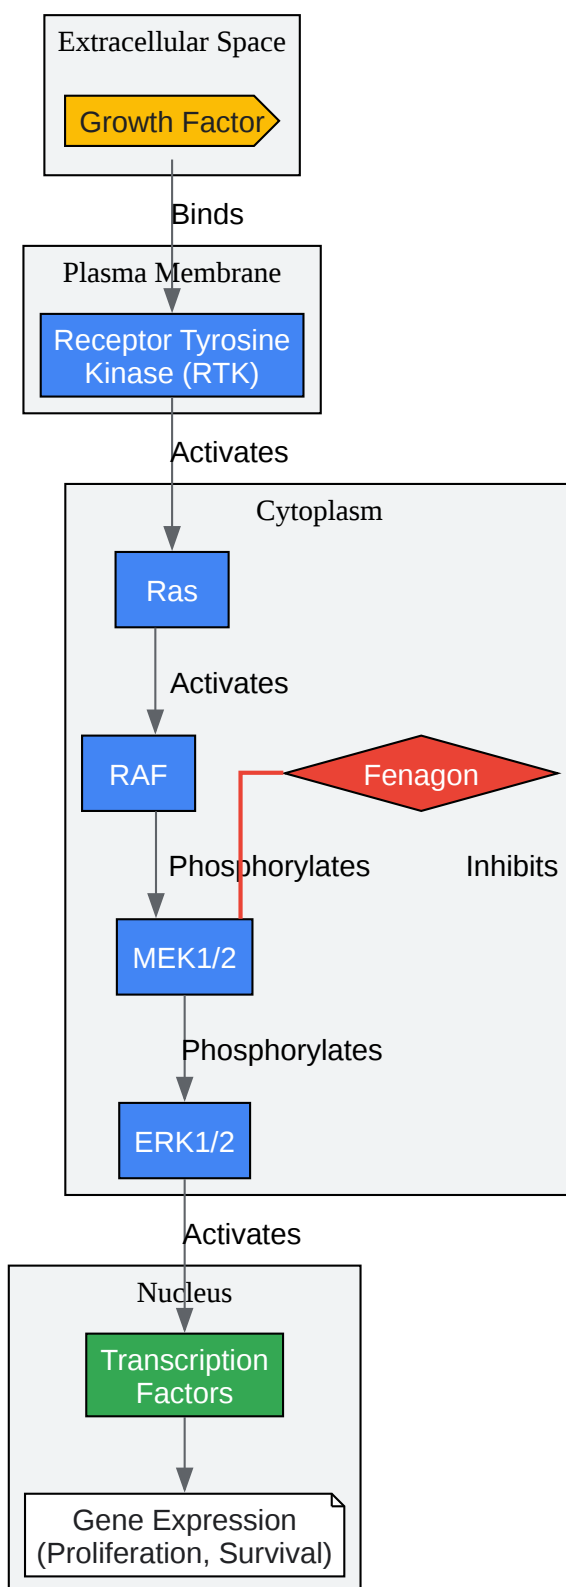 Extracellular Space
Growth Factor
Binds
Plasma Membrane
Receptor Tyrosine
Kinase (RTK)
Activates
Cytoplasm
Ras
Activates
RAF
Fenagon
Phosphorylates
Inhibits
MEK1/2
Phosphorylates
ERK1/2
Activates
Nucleus
Transcription
Factors
Gene Expression
(Proliferation, Survival)